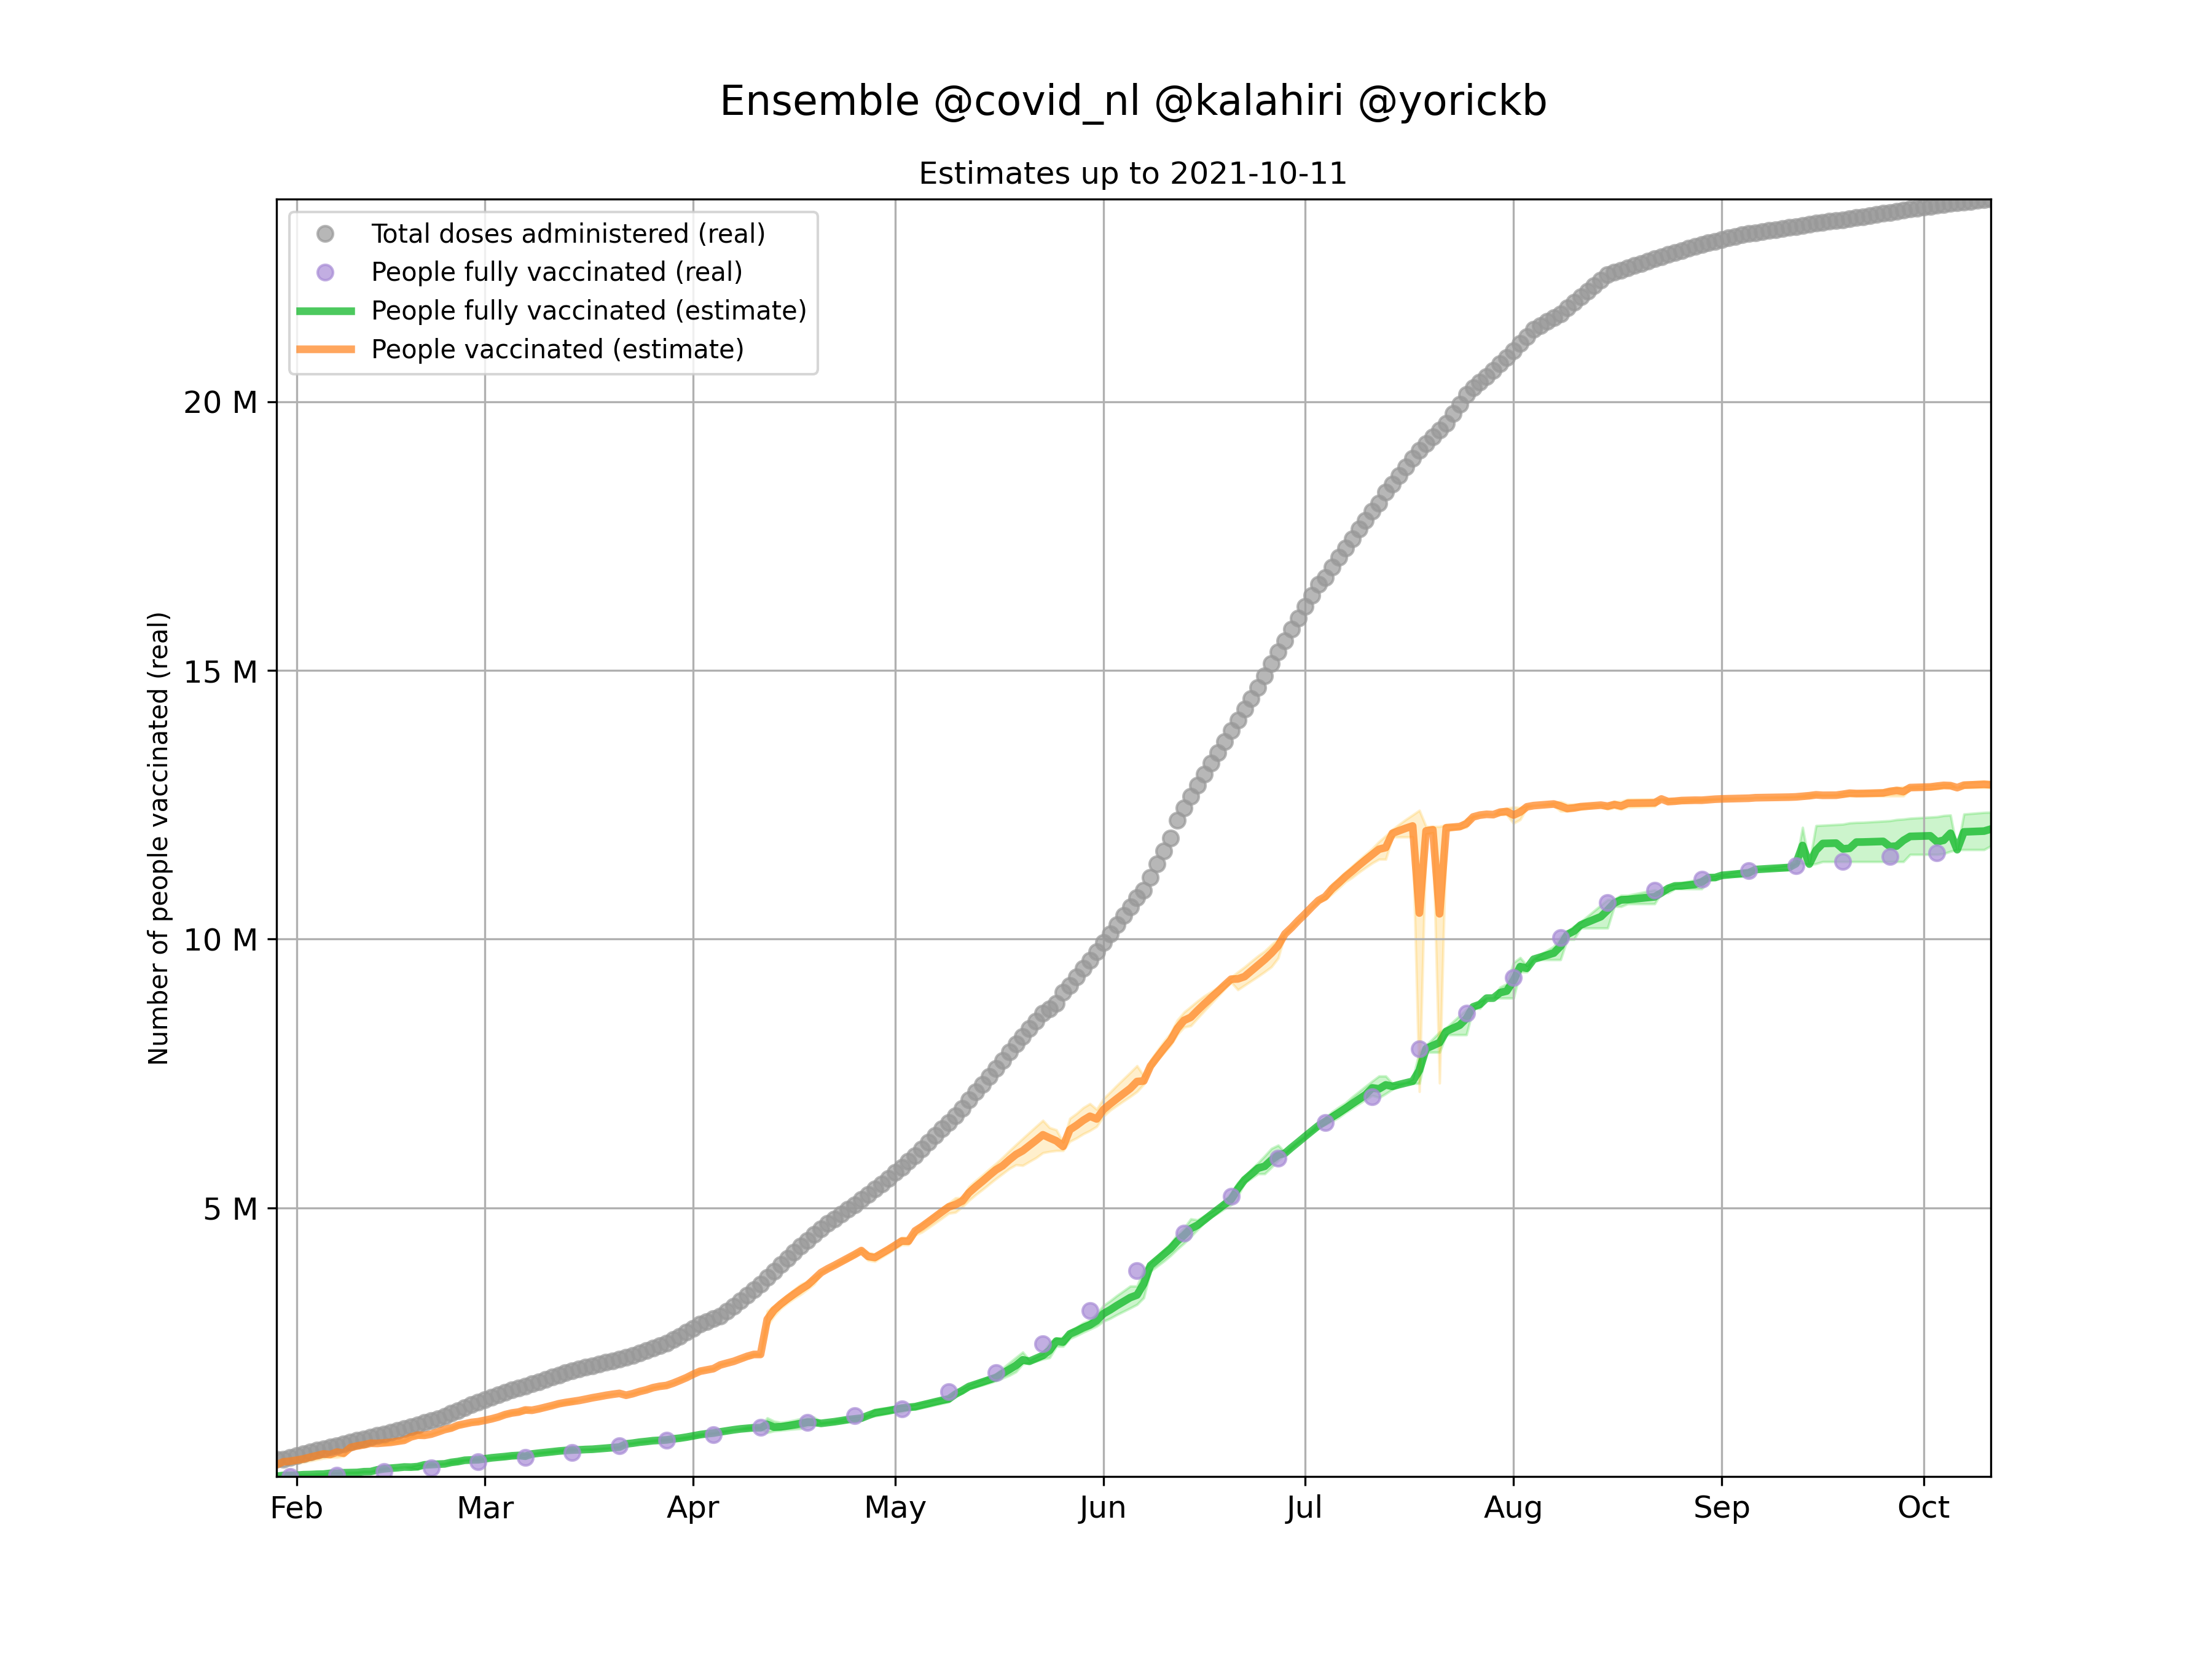 Ensemble @covid_nl @kalahiri @yorickb
Estimates up to 2021-10-11
Total doses administered (real)
People fully vaccinated (real)
People fully vaccinated (estimate)
People vaccinated (estimate)
Number of people vaccinated (real)
20 M
15 M
10 M
5 M
Feb Mar Apr May Jun Jul Aug Sep Oct